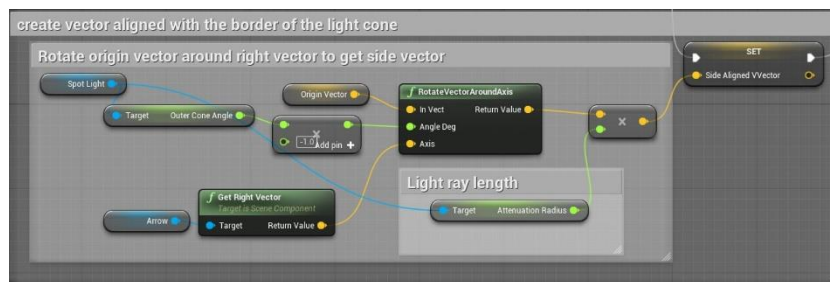 create vector aligned with the border of the light cone
Rotate origin vector around right vector to get side vector
SET
Side Aligned VVector
Spot Light
Origin Vector
f RotateVectorAroundAxis
In Vect Return Value
Angle Deg
Axis
Target Outer Cone Angle
-1.0 Add pin +
×
Light ray length
Target Attenuation Radius
f Get Right Vector
Target is Scene Component
Arrow
Target Return Value